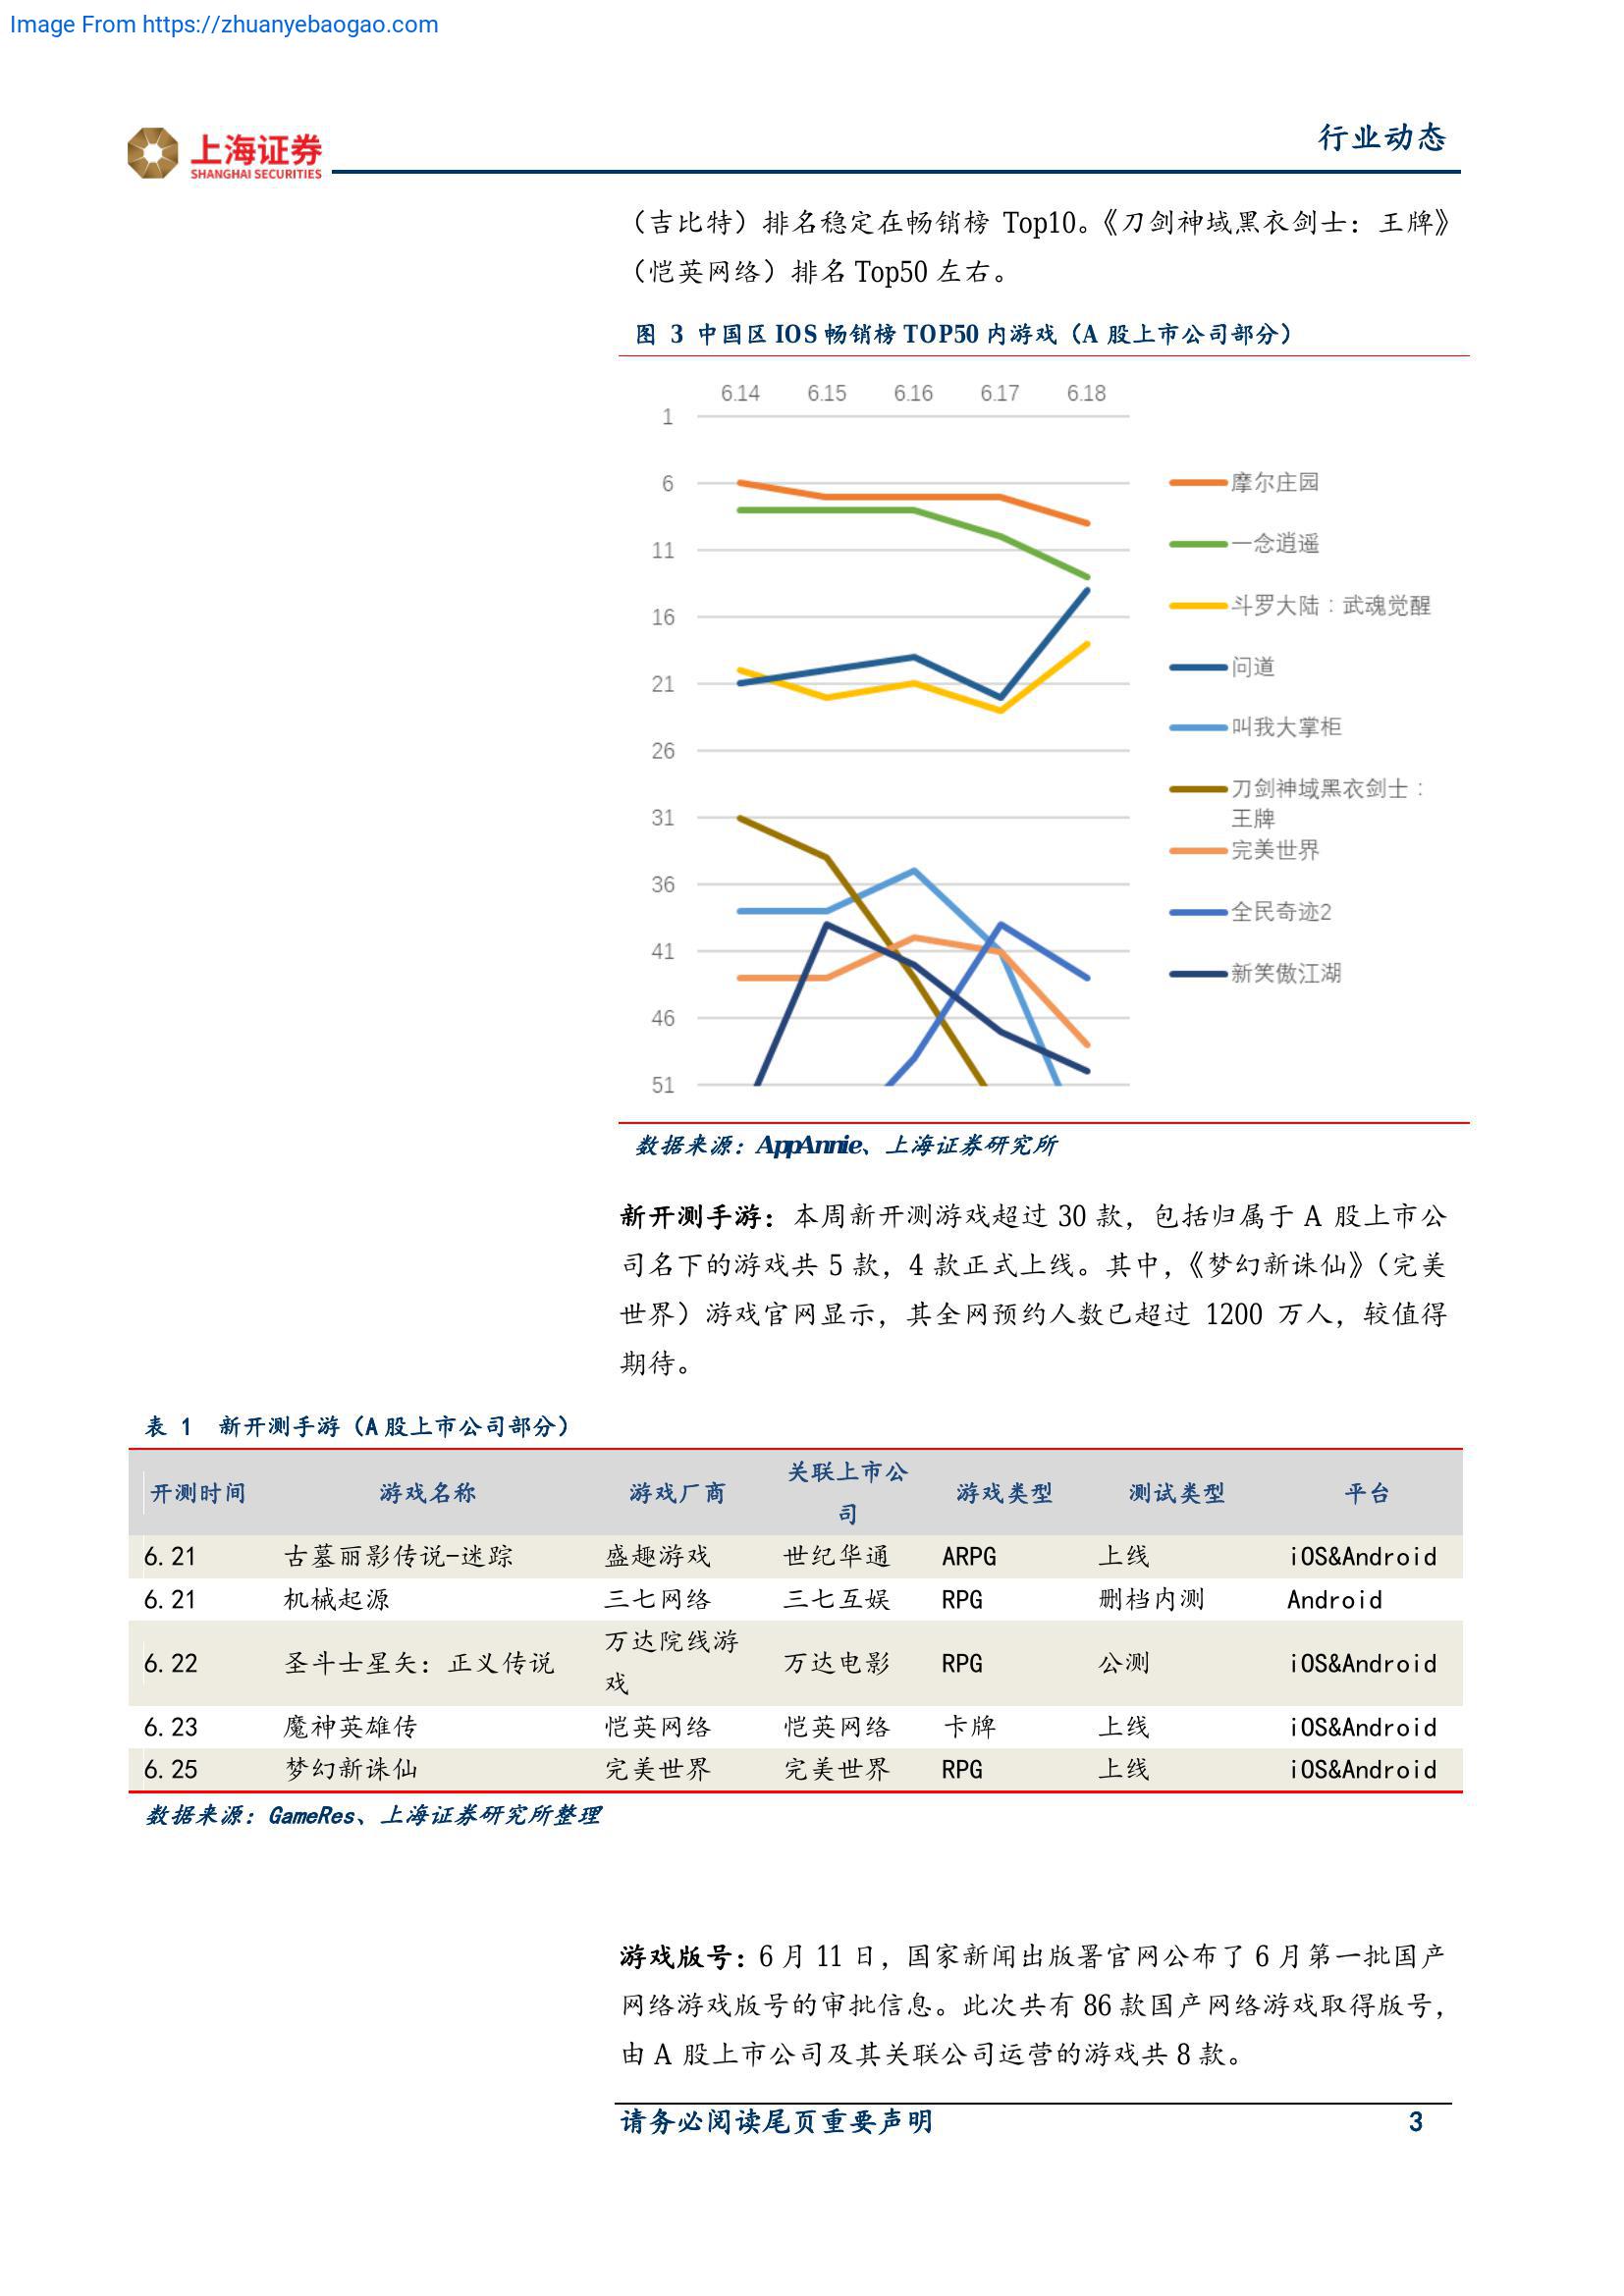 Image From https://zhuanyebaogao.com
上海证券
SHANGHAI SECURITIES
行业动态
（吉比特）排名稳定在畅销榜 Top10。《刀剑神域黑衣剑士：王牌》
（恺英网络）排名 Top50 左右。
图 3 中国区 IOS 畅销榜 TOP50 内游戏（A 股上市公司部分）
6.14 6.15 6.16 6.17 6.18
1
6
11
16
21
26
31
36
41
46
51
摩尔庄园
一念逍遥
斗罗大陆：武魂觉醒
问道
叫我大掌柜
刀剑神域黑衣剑士：
王牌
完美世界
全民奇迹2
新笑傲江湖
数据来源：AppAnnie、上海证券研究所
新开测手游：本周新开测游戏超过 30 款，包括归属于 A 股上市公
司名下的游戏共 5 款，4 款正式上线。其中，《梦幻新诛仙》（完美
世界）游戏官网显示，其全网预约人数已超过 1200 万人，较值得
期待。
表 1 新开测手游（A 股上市公司部分）
开测时间 游戏名称 游戏厂商 关联上市公司 游戏类型 测试类型 平台
6.21 古墓丽影传说-迷踪 盛趣游戏 世纪华通 ARPG 上线 iOS&Android
6.21 机械起源 三七网络 三七互娱 RPG 删档内测 Android
6.22 圣斗士星矢：正义传说 万达院线游戏 万达电影 RPG 公测 iOS&Android
6.23 魔神英雄传 恺英网络 恺英网络 卡牌 上线 iOS&Android
6.25 梦幻新诛仙 完美世界 完美世界 RPG 上线 iOS&Android
数据来源：GameRes、上海证券研究所整理
游戏版号：6 月 11 日，国家新闻出版署官网公布了 6 月第一批国产
网络游戏版号的审批信息。此次共有 86 款国产网络游戏取得版号，
由 A 股上市公司及其关联公司运营的游戏共 8 款。
请务必阅读尾页重要声明 3